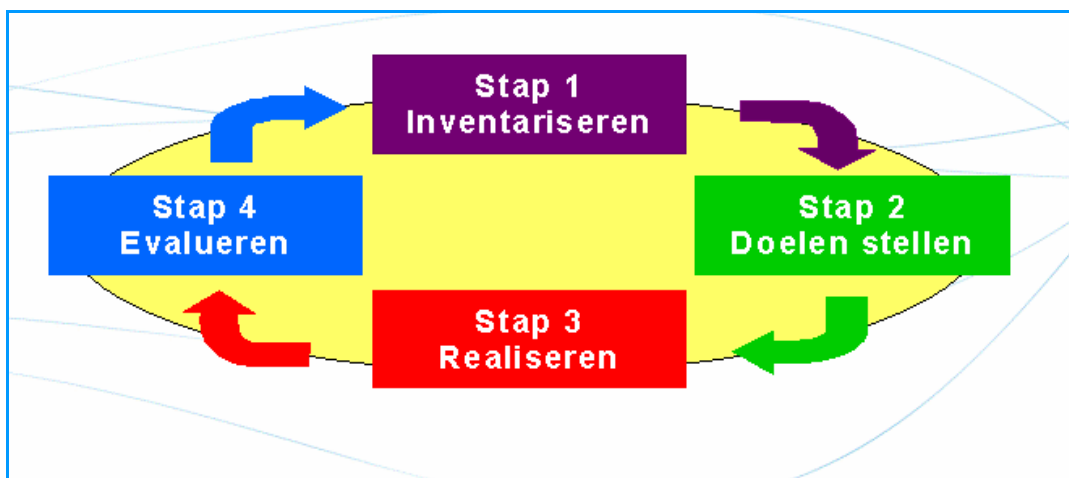 Stap 1
Inventariseren
Stap 2
Doelen stellen
Stap 3
Realiseren
Stap 4
Evalueren